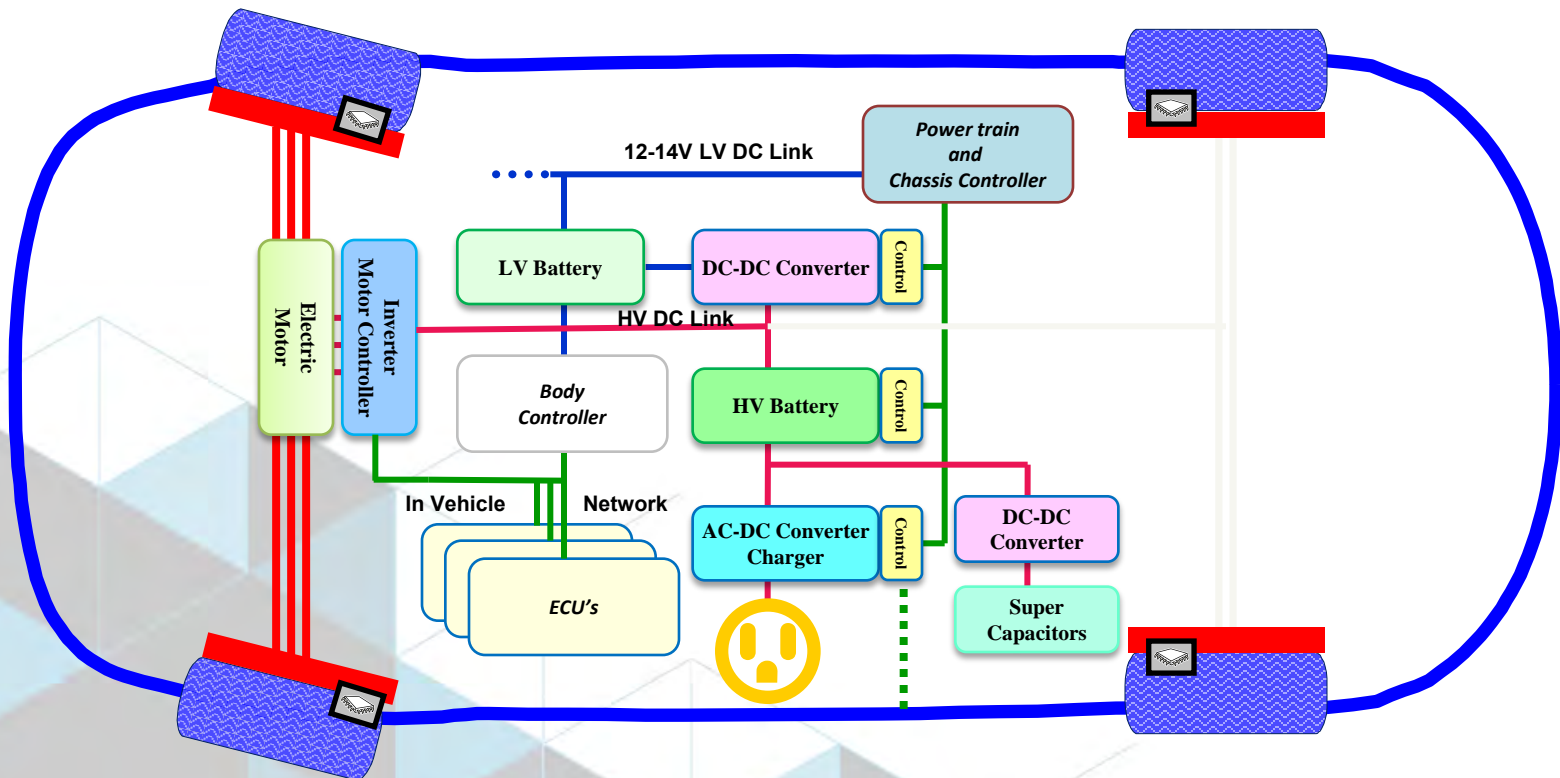 12-14V LV DC Link
Power train
and
Chassis Controller
LV Battery
DC-DC Converter
Control
Electric
Motor
Inverter
Motor Controller
HV DC Link
Body
Controller
HV Battery
Control
In Vehicle
Network
AC-DC Converter
Charger
Control
DC-DC
Converter
ECU's
Super
Capacitors